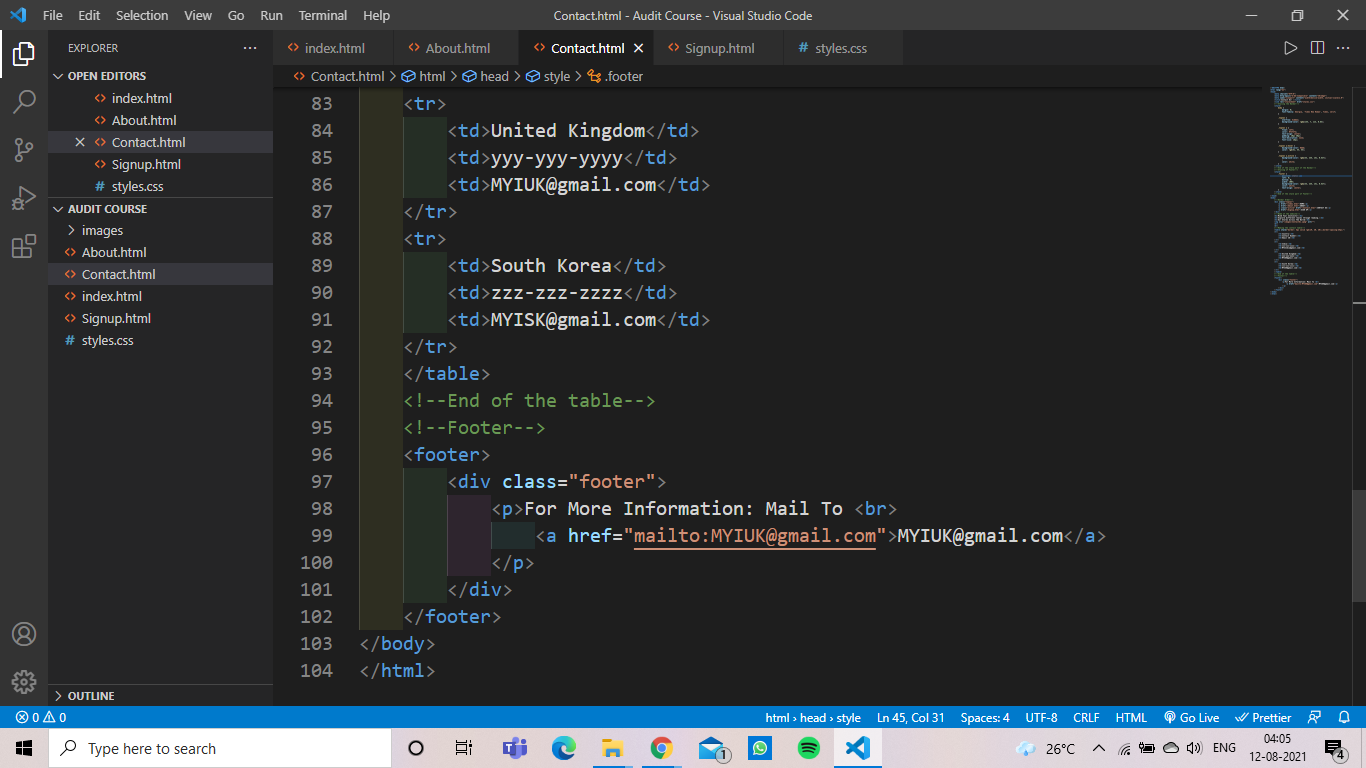 File Edit Selection View Go Run Terminal Help Contact.html - Audit Course - Visual Studio Code
EXPLORER ··· index.html About.html Contact.html Signup.html # styles.css ···
OPEN EDITORS
index.html
About.html
Contact.html
Signup.html
# styles.css
AUDIT COURSE
images
About.html
Contact.html
index.html
Signup.html
# styles.css
OUTLINE
Contact.html > html > head > style > .footer
83 <tr>
84 <td>United Kingdom</td>
85 <td>yyy-yyy-yyyy</td>
86 <td>MYIUK@gmail.com</td>
87 </tr>
88 <tr>
89 <td>South Korea</td>
90 <td>zzz-zzz-zzzz</td>
91 <td>MYISK@gmail.com</td>
92 </tr>
93 </table>
94 <!--End of the table-->
95 <!--Footer-->
96 <footer>
97 <div class="footer">
98 <p>For More Information: Mail To <br>
99 <a href="mailto:MYIUK@gmail.com">MYIUK@gmail.com</a>
100 </p>
101 </div>
102 </footer>
103 </body>
104 </html>
0 0 html › head › style Ln 45, Col 31 Spaces: 4 UTF-8 CRLF HTML Go Live Prettier
Type here to search 1 26°C ENG 04:05 12-08-2021 4